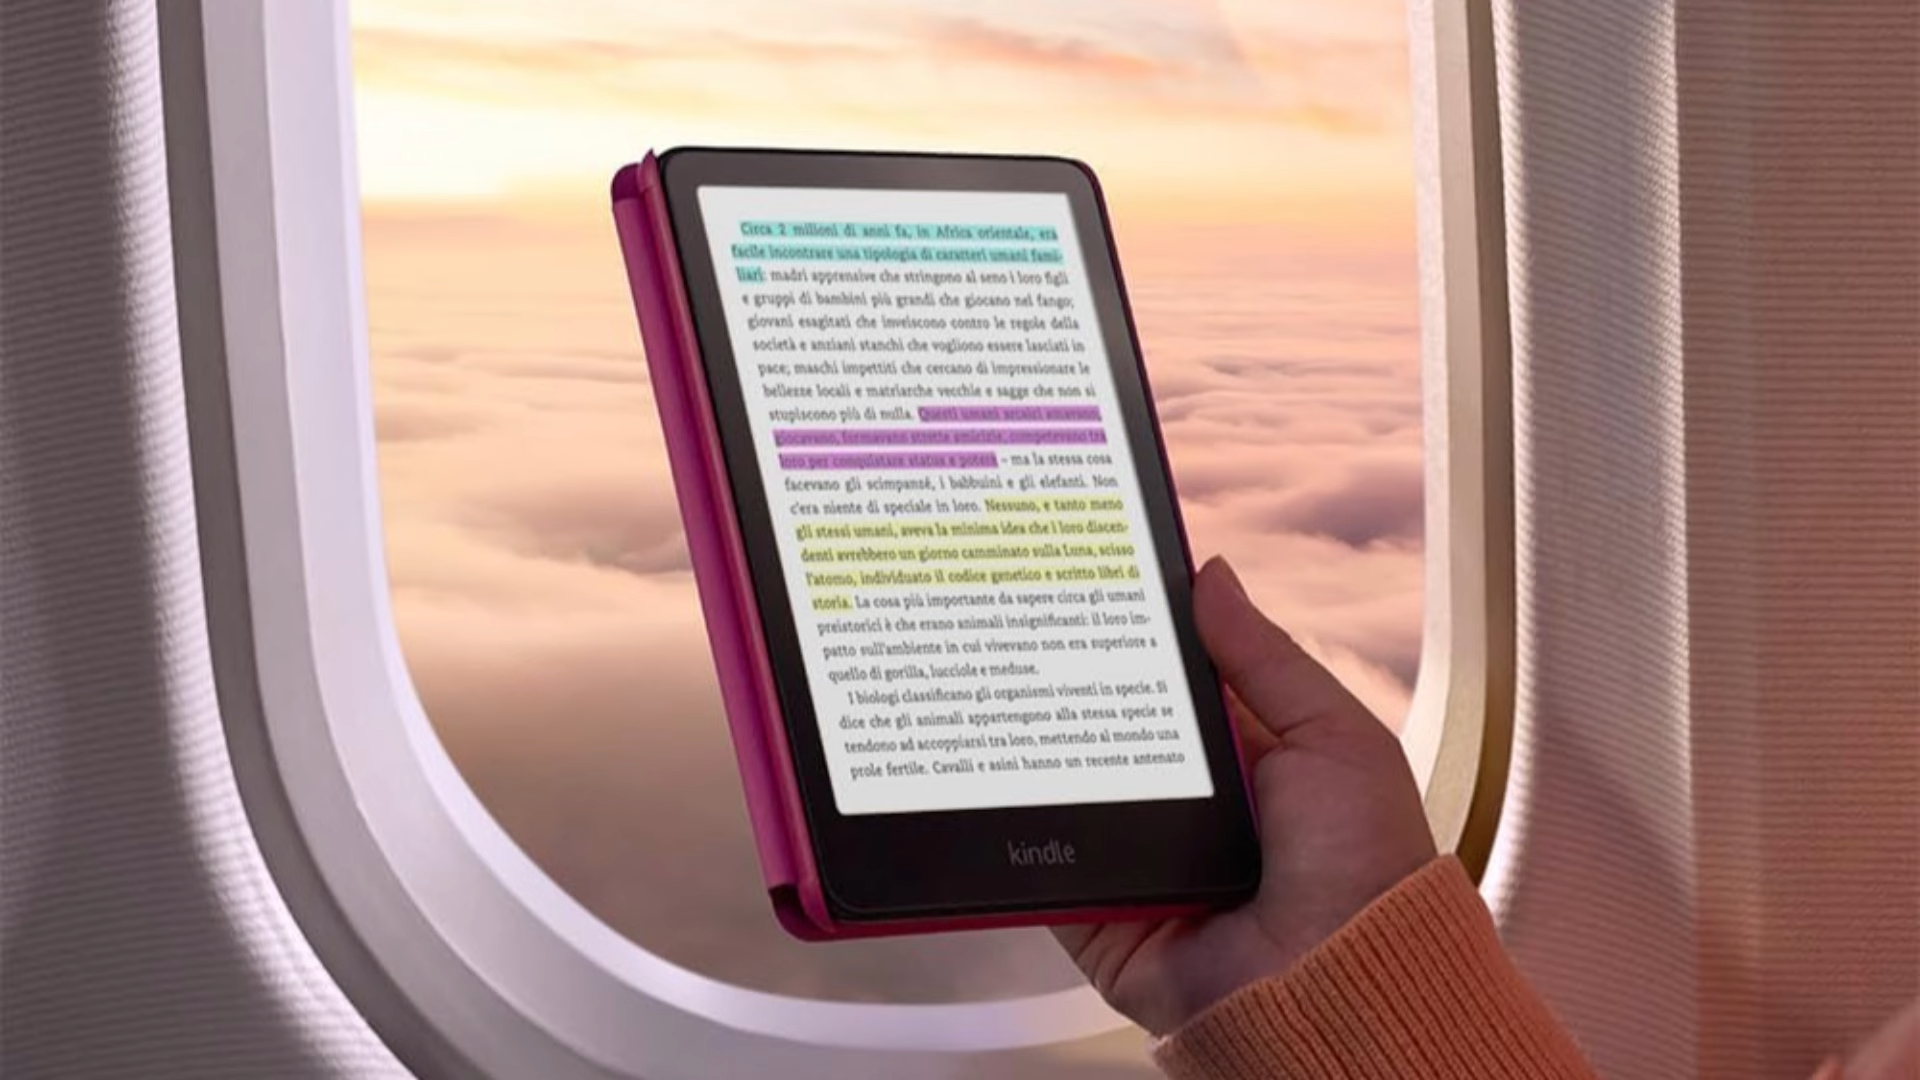 Circa 2 milioni di anni fa, in Africa orientale, era
facile incontrare una tipologia di caratteri umani fami-
liari: madri apprensive che stringono al seno i loro figli
e gruppi di bambini più grandi che giocano nel fango;
giovani esagitati che inveiscono contro le regole della
società e anziani stanchi che vogliono essere lasciati in
pace; maschi impettiti che cercano di impressionare le
bellezze locali e matriarche vecchie e sagge che non si
stupiscono più di nulla. Questi umani arcaici amavano,
giocavano, formavano strette amicizie, competevano tra
loro per conquistare status e potere – ma la stessa cosa
facevano gli scimpanzé, i babbuini e gli elefanti. Non
c'era niente di speciale in loro. Nessuno, e tanto meno
gli stessi umani, aveva la minima idea che i loro discen-
denti avrebbero un giorno camminato sulla Luna, scisso
l'atomo, individuato il codice genetico e scritto libri di
storia. La cosa più importante da sapere circa gli umani
preistorici è che erano animali insignificanti: il loro im-
patto sull'ambiente in cui vivevano non era superiore a
quello di gorilla, lucciole e meduse.
I biologi classificano gli organismi viventi in specie. Si
dice che gli animali appartengono alla stessa specie se
tendono ad accoppiarsi tra loro, mettendo al mondo una
prole fertile. Cavalli e asini hanno un recente antenato
kindle